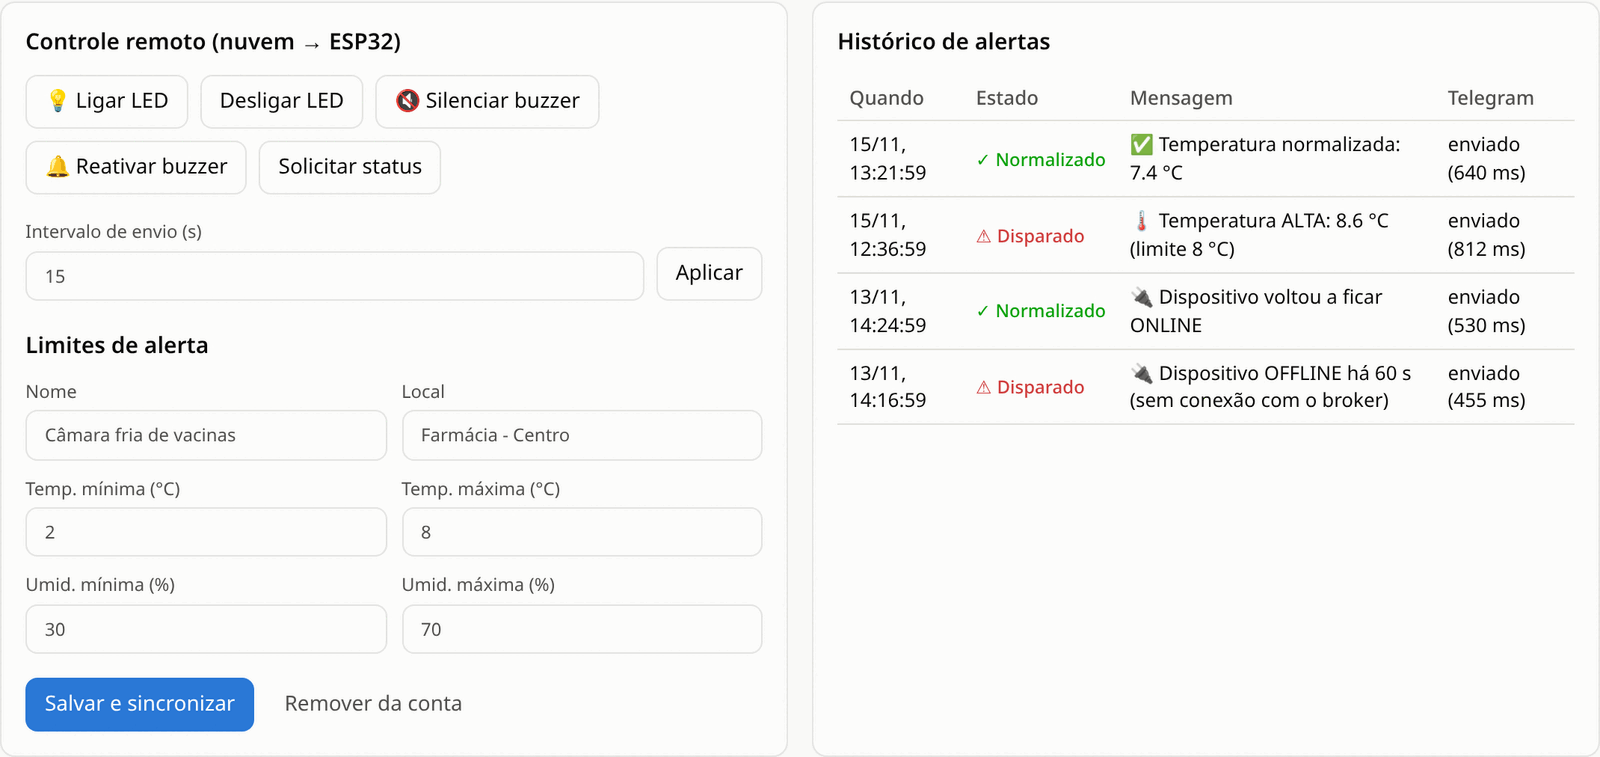 Controle remoto (nuvem → ESP32)
💡 Ligar LED
Desligar LED
🔇 Silenciar buzzer
🔔 Reativar buzzer
Solicitar status
Intervalo de envio (s)
15
Aplicar
Limites de alerta
Nome
Local
Câmara fria de vacinas
Farmácia - Centro
Temp. mínima (°C)
Temp. máxima (°C)
2
8
Umid. mínima (%)
Umid. máxima (%)
30
70
Salvar e sincronizar
Remover da conta
Histórico de alertas
Quando Estado Mensagem Telegram
15/11,
13:21:59
✓ Normalizado
✅ Temperatura normalizada:
7.4 °C
enviado
(640 ms)
15/11,
12:36:59
⚠ Disparado
🌡️ Temperatura ALTA: 8.6 °C
(limite 8 °C)
enviado
(812 ms)
13/11,
14:24:59
✓ Normalizado
🔌 Dispositivo voltou a ficar
ONLINE
enviado
(530 ms)
13/11,
14:16:59
⚠ Disparado
🔌 Dispositivo OFFLINE há 60 s
(sem conexão com o broker)
enviado
(455 ms)